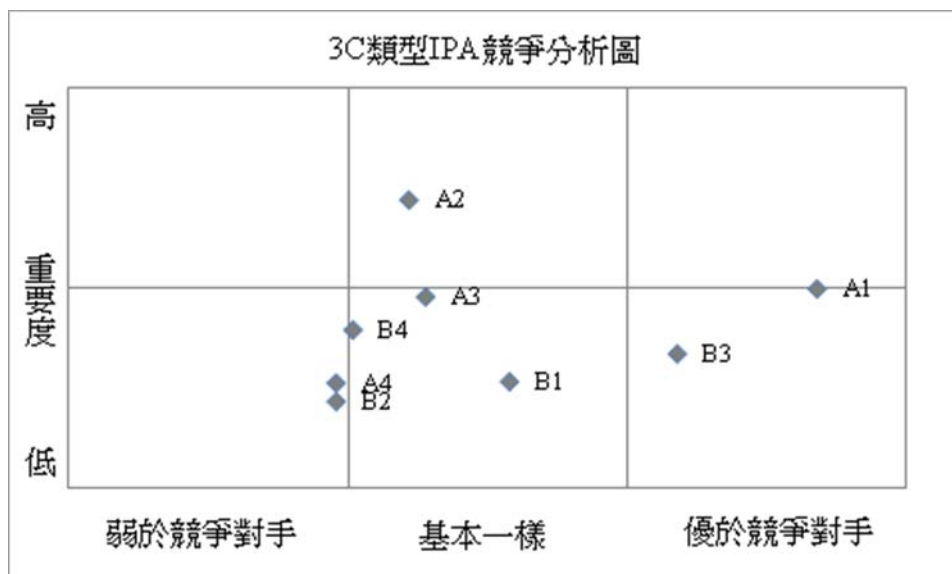 3C類型IPA競爭分析圖
高
A2
重要度
A3
A1
B4
B3
A4
B1
B2
低
弱於競爭對手
基本一樣
優於競爭對手